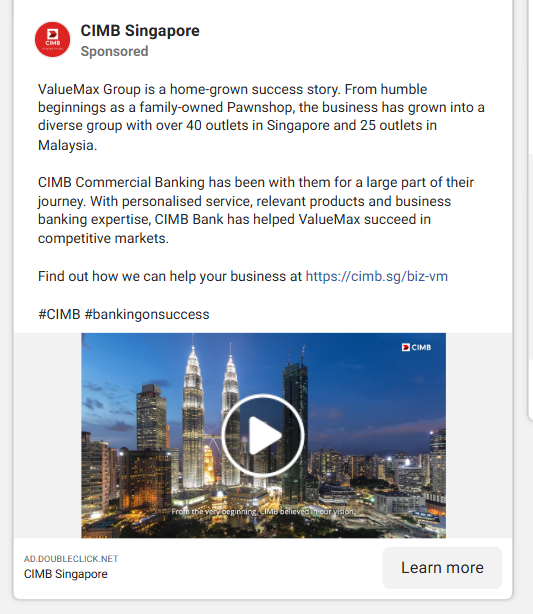 CIMB Singapore
Sponsored
ValueMax Group is a home-grown success story. From humble
beginnings as a family-owned Pawnshop, the business has grown into a
diverse group with over 40 outlets in Singapore and 25 outlets in
Malaysia.
CIMB Commercial Banking has been with them for a large part of their
journey. With personalised service, relevant products and business
banking expertise, CIMB Bank has helped ValueMax succeed in
competitive markets.
Find out how we can help your business at https://cimb.sg/biz-vm
#CIMB #bankingonsuccess
CIMB
From the very beginning, CIMB believed in our vision,
AD.DOUBLECLICK.NET
CIMB Singapore
Learn more